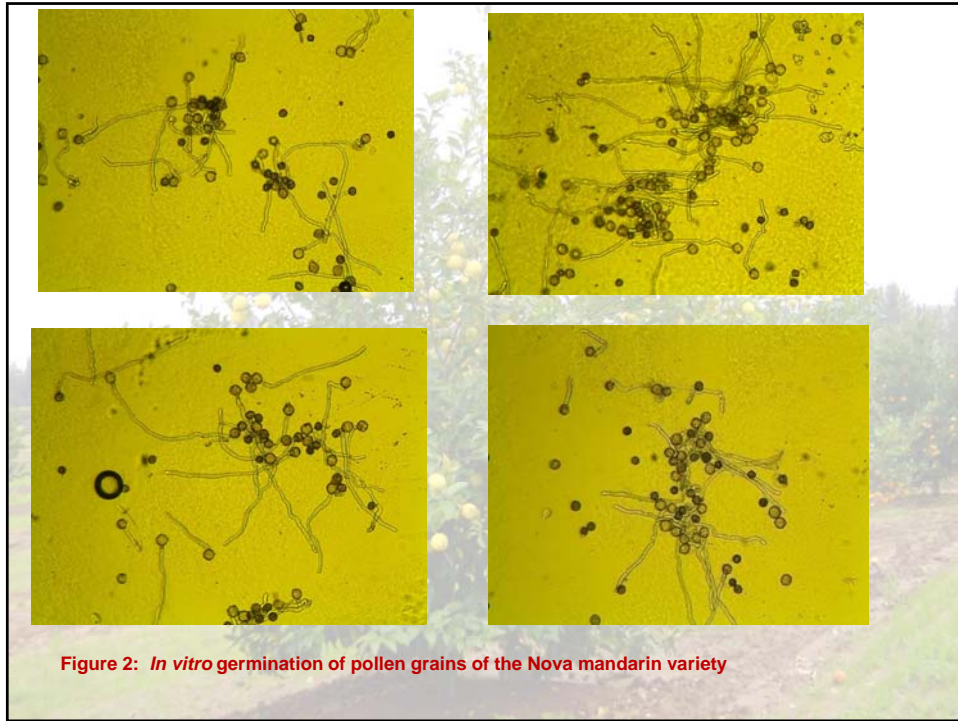 Figure 2: In vitro germination of pollen grains of the Nova mandarin variety